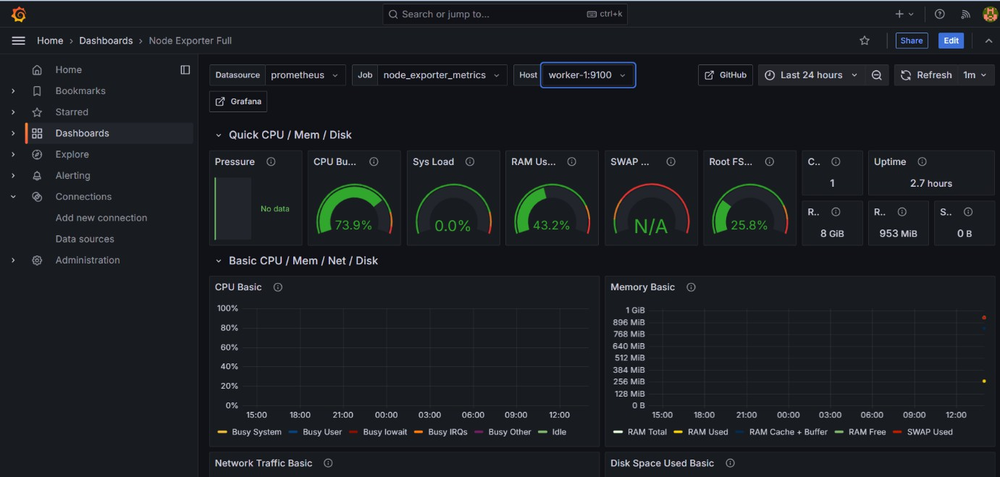 Search or jump to... ctrl+k
Home › Dashboards › Node Exporter Full
Share Edit
Home
Bookmarks
Starred
Dashboards
Explore
Alerting
Connections
Add new connection
Data sources
Administration
Datasource prometheus Job node_exporter_metrics Host worker-1:9100 GitHub Last 24 hours Refresh 1m
Grafana
Quick CPU / Mem / Disk
Pressure CPU Bu... Sys Load RAM Us... SWAP ... Root FS... C.. Uptime
No data 73.9% 0.0% 43.2% N/A 25.8% 1 2.7 hours
R.. R.. S..
8 GiB 953 MiB 0 B
Basic CPU / Mem / Net / Disk
CPU Basic
100%
80%
60%
40%
20%
0%
15:00 18:00 21:00 00:00 03:00 06:00 09:00 12:00
Busy System Busy User Busy Iowait Busy IRQs Busy Other Idle
Memory Basic
1 GiB
896 MiB
768 MiB
640 MiB
512 MiB
384 MiB
256 MiB
128 MiB
0 B
15:00 18:00 21:00 00:00 03:00 06:00 09:00 12:00
RAM Total RAM Used RAM Cache + Buffer RAM Free SWAP Used
Network Traffic Basic
Disk Space Used Basic